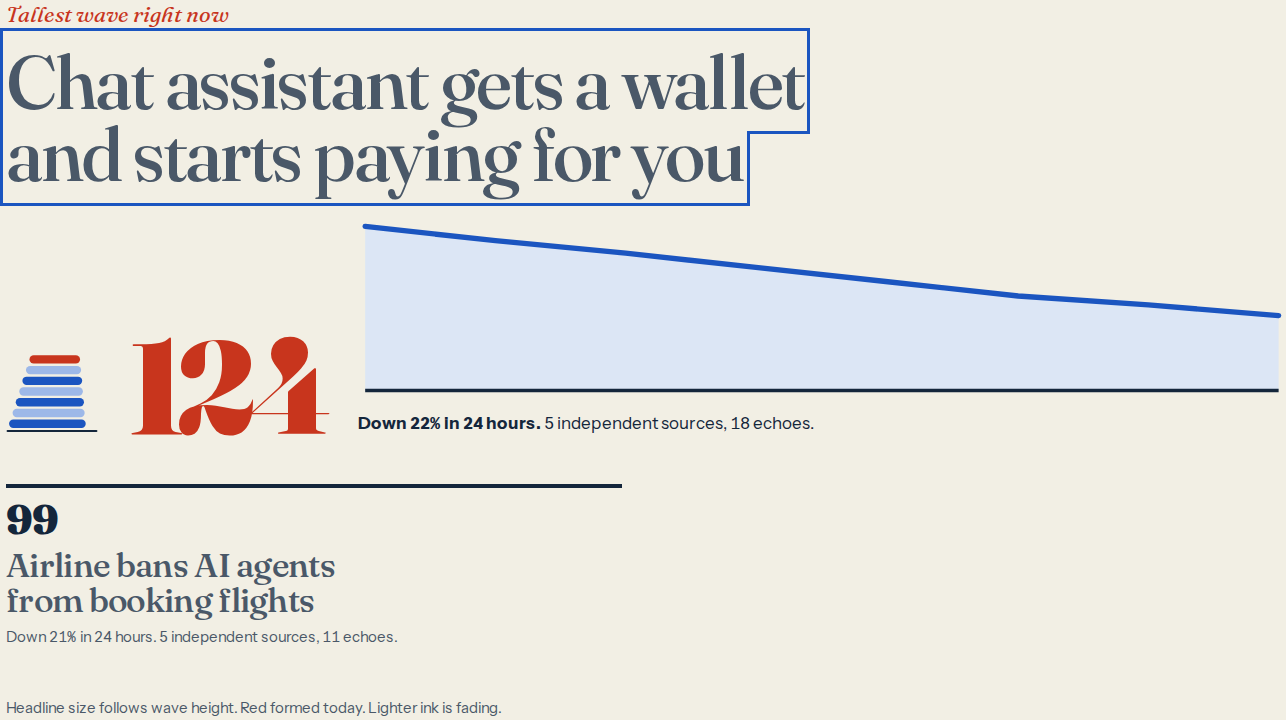 Tallest wave right now
Chat assistant gets a wallet
and starts paying for you
124
Down 22% in 24 hours. 5 independent sources, 18 echoes.
99
Airline bans AI agents
from booking flights
Down 21% in 24 hours. 5 independent sources, 11 echoes.
Headline size follows wave height. Red formed today. Lighter ink is fading.